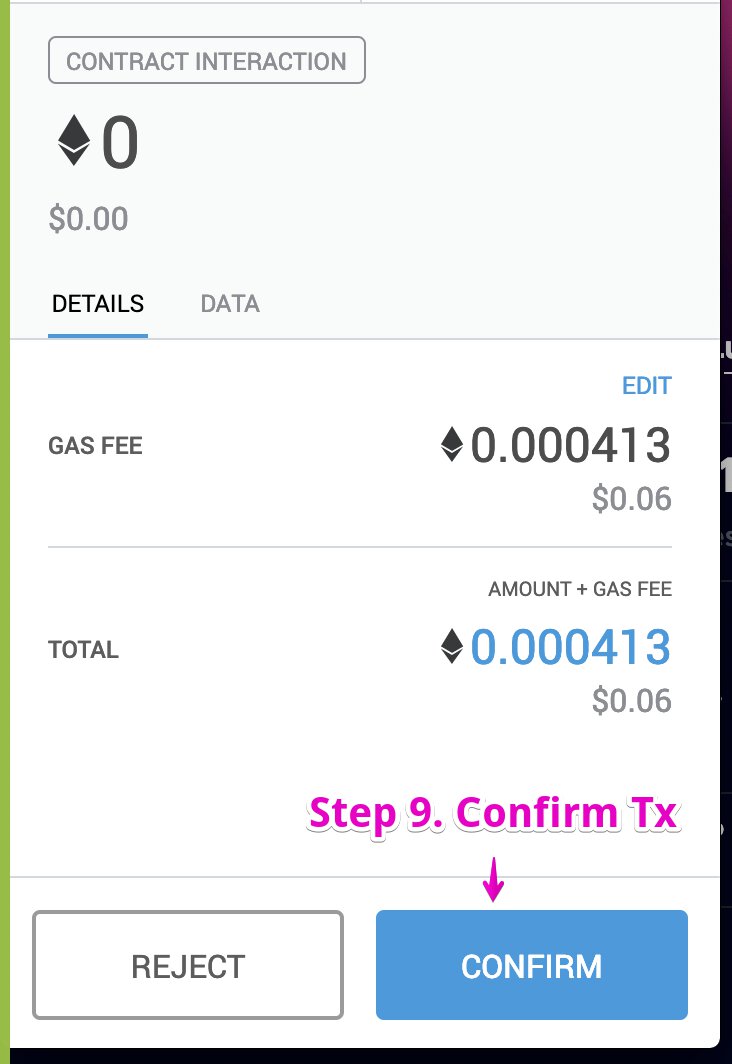 CONTRACT INTERACTION
0
$0.00
DETAILS DATA
EDIT
GAS FEE 0.000413
$0.06
AMOUNT + GAS FEE
TOTAL 0.000413
$0.06
Step 9. Confirm Tx
REJECT CONFIRM